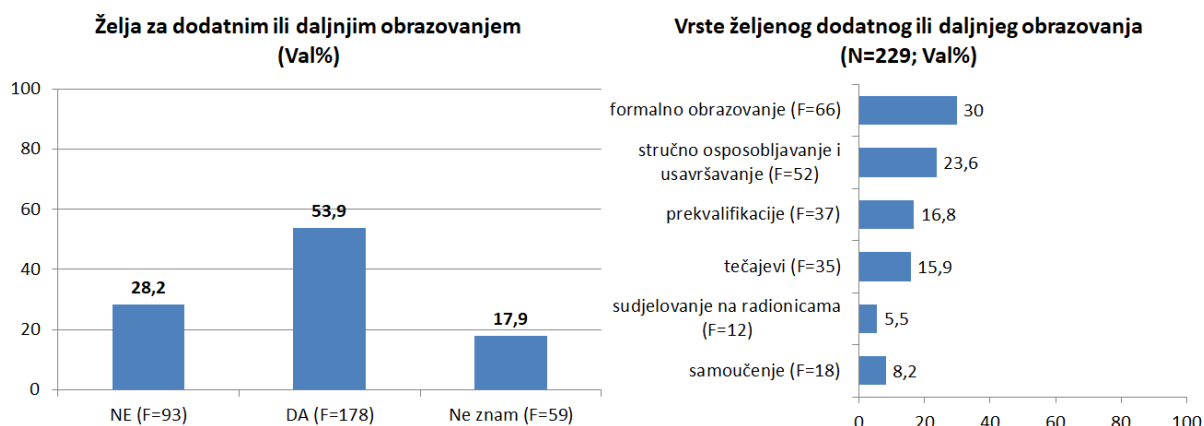 Želja za dodatnim ili daljnjim obrazovanjem
(Val%)
100
80
60
40
20
0
28,2
53,9
17,9
NE (F=93)
DA (F=178)
Ne znam (F=59)
Vrste željenog dodatnog ili daljnjeg obrazovanja
(N=229; Val%)
formalno obrazovanje (F=66)
30
stručno osposobljavanje i
usavršavanje (F=52)
23,6
prekvalifikacije (F=37)
16,8
tečajevi (F=35)
15,9
sudjelovanje na radionicama
(F=12)
5,5
samoučenje (F=18)
8,2
0
20
40
60
80
100